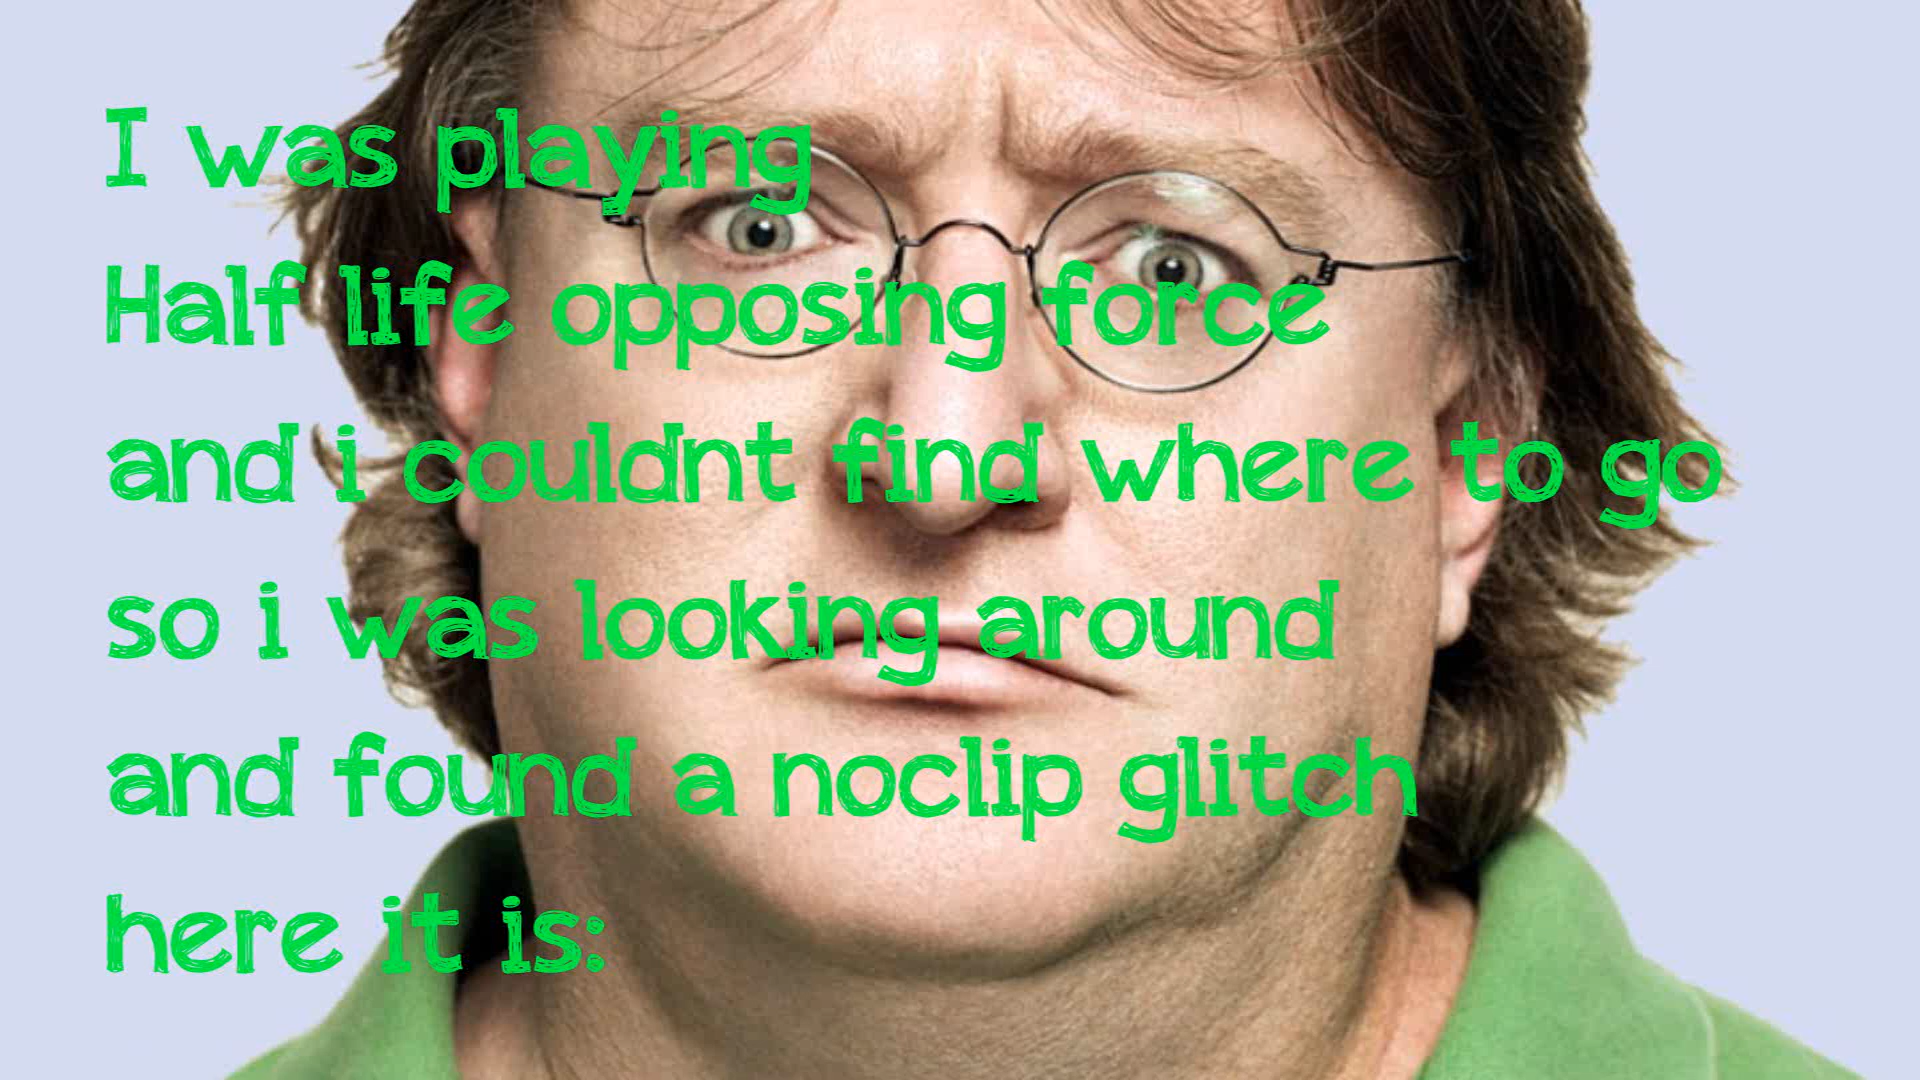 I was playing
Half life opposing force
and i couldnt find where to go
so i was looking around
and found a noclip glitch
here it is: